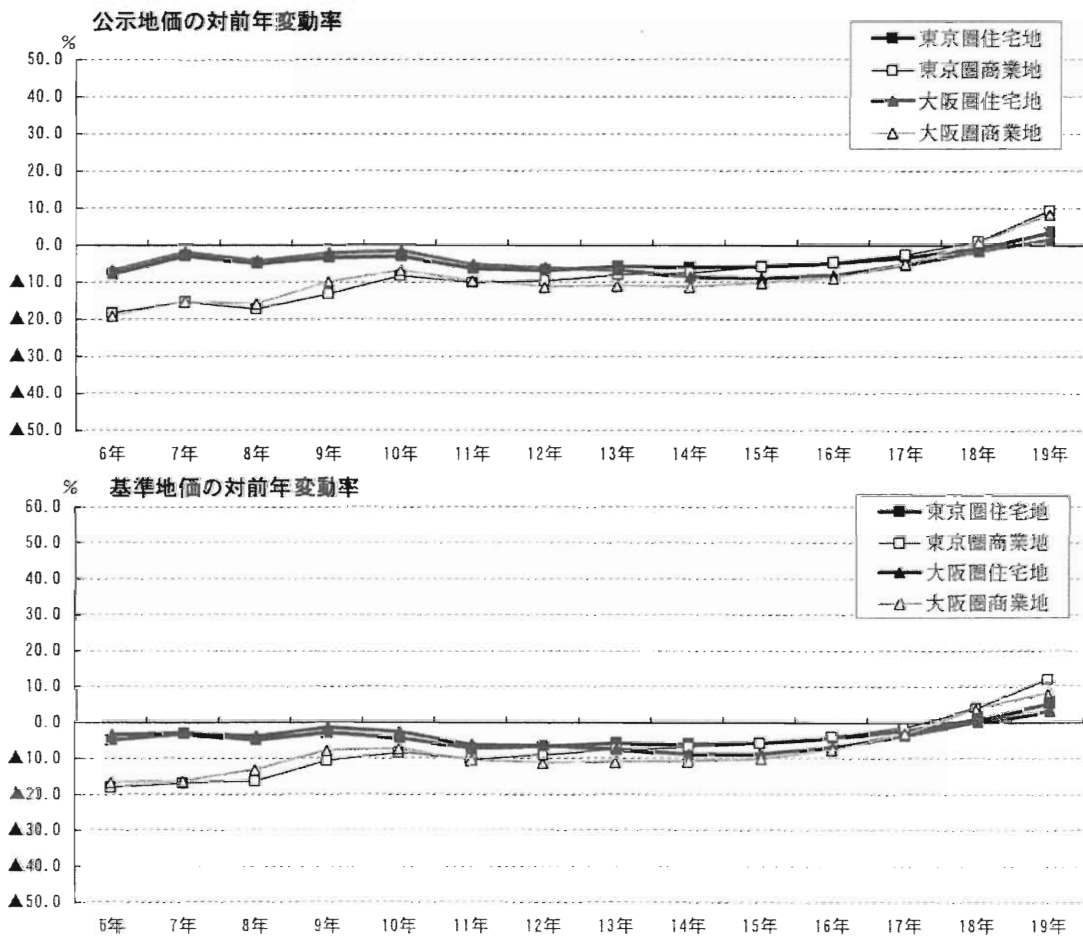 公示地価の対前年変動率
%
東京圏住宅地
東京圏商業地
大阪圏住宅地
大阪圏商業地
50.0
40.0
30.0
20.0
10.0
0.0
▲10.0
▲20.0
▲30.0
▲40.0
▲50.0
6年 7年 8年 9年 10年 11年 12年 13年 14年 15年 16年 17年 18年 19年
% 基準地価の対前年変動率
東京圏住宅地
東京圏商業地
大阪圏住宅地
大阪圏商業地
60.0
50.0
40.0
30.0
20.0
10.0
0.0
▲10.0
▲20.0
▲30.0
▲40.0
▲50.0
6年 7年 8年 9年 10年 11年 12年 13年 14年 15年 16年 17年 18年 19年